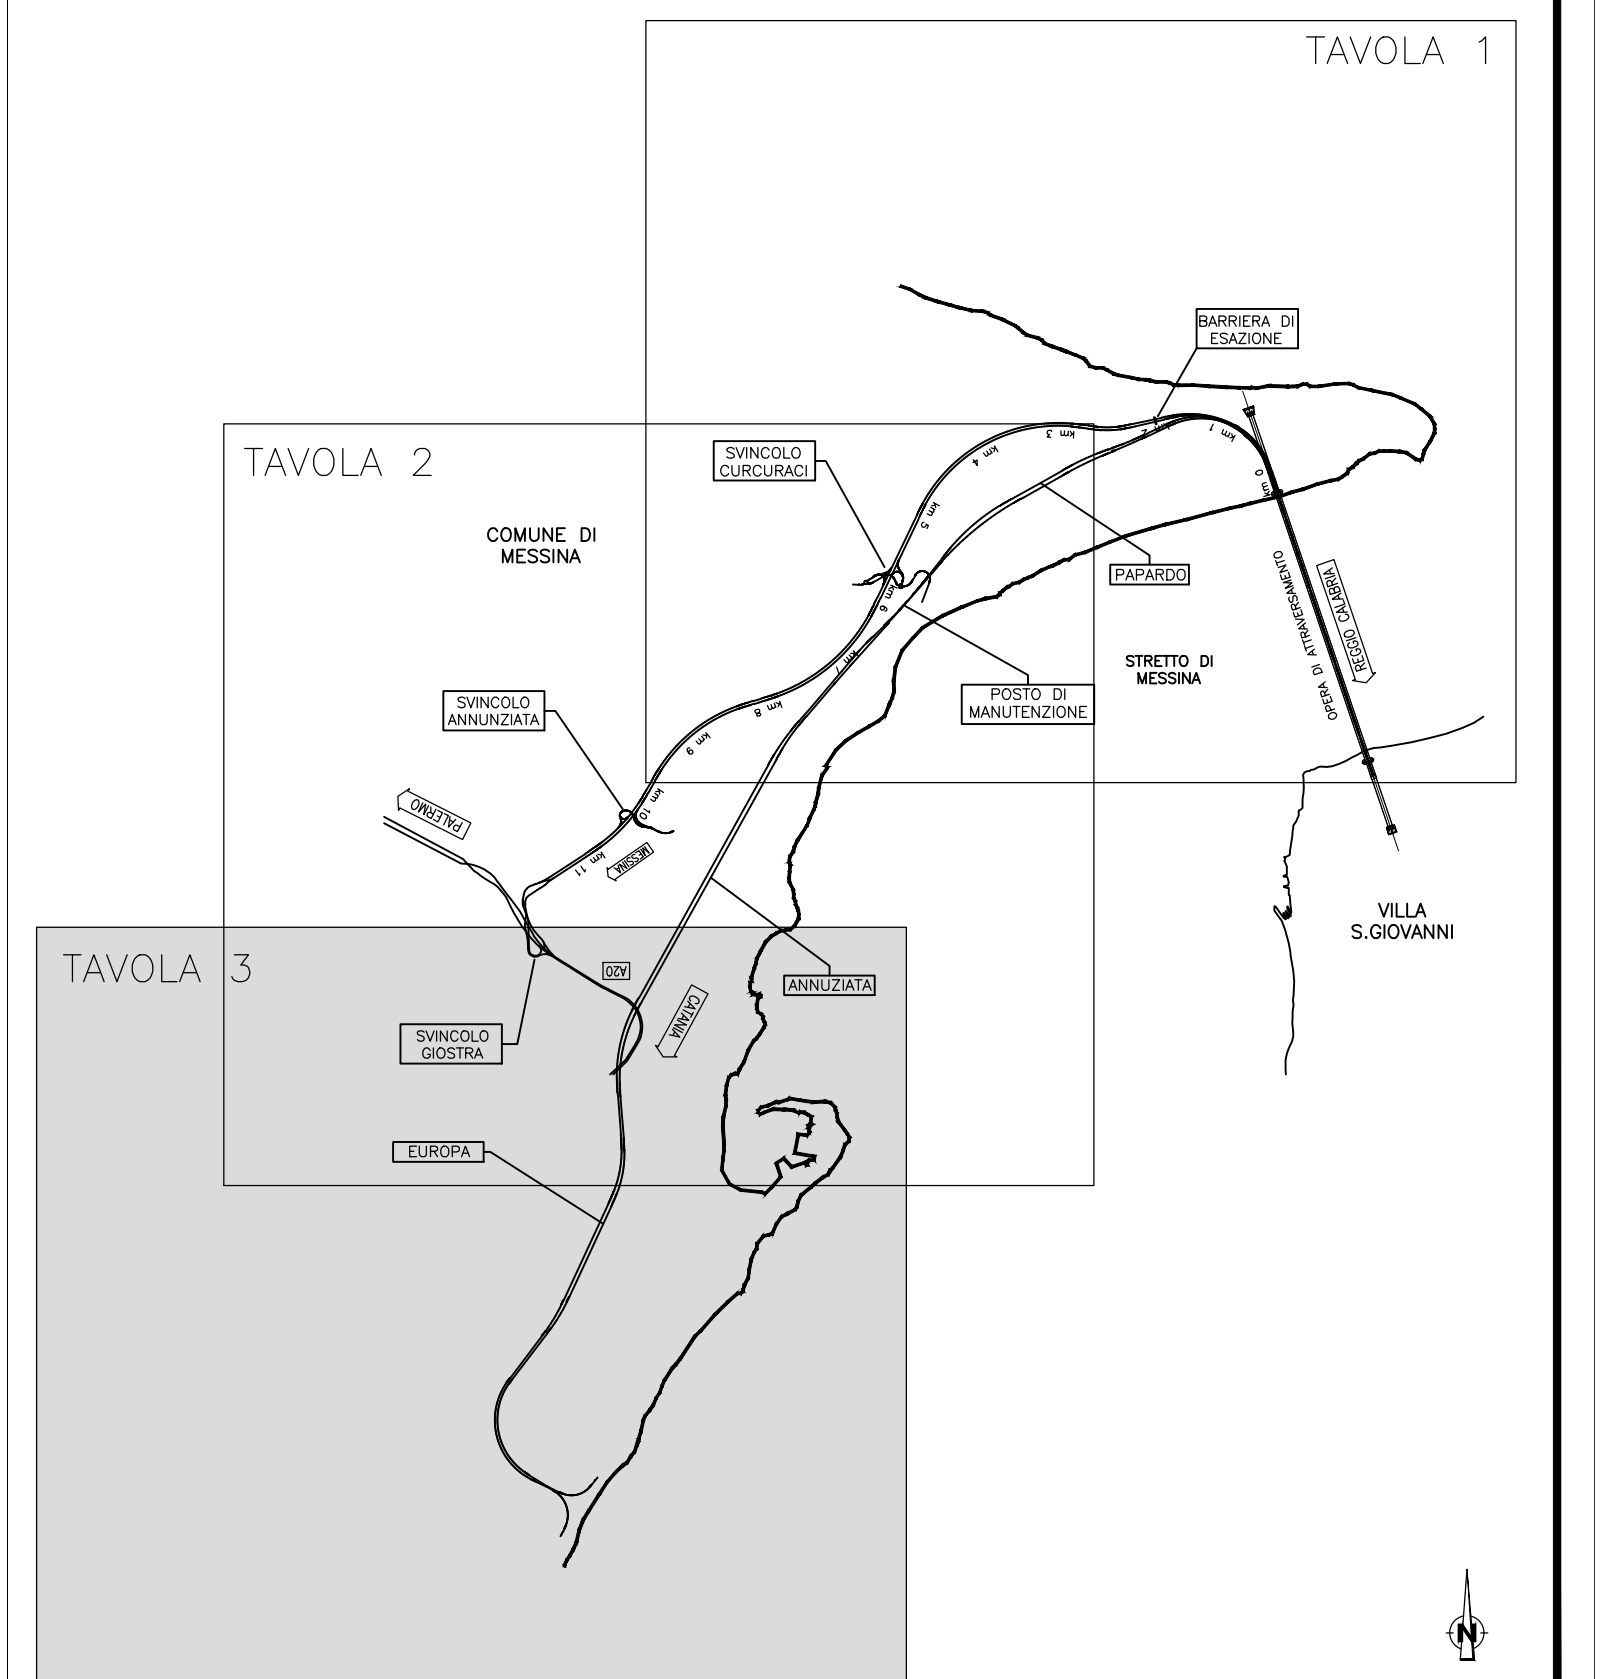 TAVOLA 1
BARRIERA DI
ESAZIONE
TAVOLA 2
SVINCOLO
CURCURACI
COMUNE DI
MESSINA
km 0
km 1
km 2
km 3
km 4
km 5
km 6
km 7
km 8
km 9
km 10
km 11
PAPARDO
OPERA DI ATTRAVERSAMENTO
REGGIO CALABRIA
STRETTO DI
MESSINA
POSTO DI
MANUTENZIONE
SVINCOLO
ANNUNZIATA
PALERMO
MESSINA
VILLA
S.GIOVANNI
TAVOLA 3
A20
ANNUZIATA
CATANIA
SVINCOLO
GIOSTRA
EUROPA
N